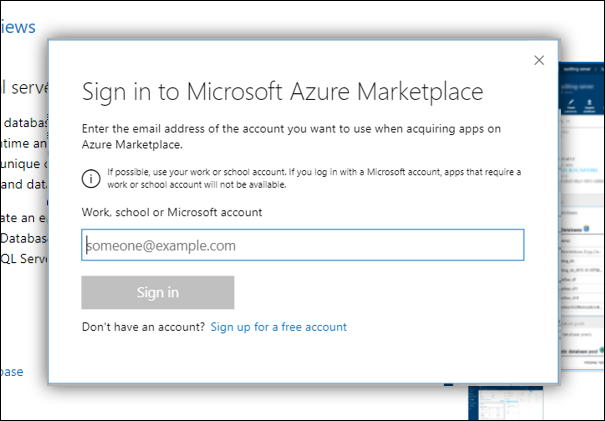 iews
Sign in to Microsoft Azure Marketplace
Enter the email address of the account you want to use when acquiring apps on
Azure Marketplace.
If possible, use your work or school account. If you log in with a Microsoft account, apps that require a
work or school account will not be available.
Work, school or Microsoft account
someone@example.com
Sign in
Don't have an account? Sign up for a free account
l serve
databa
ntime an
unique c
and data
ate an e
Database
QL Serve
base